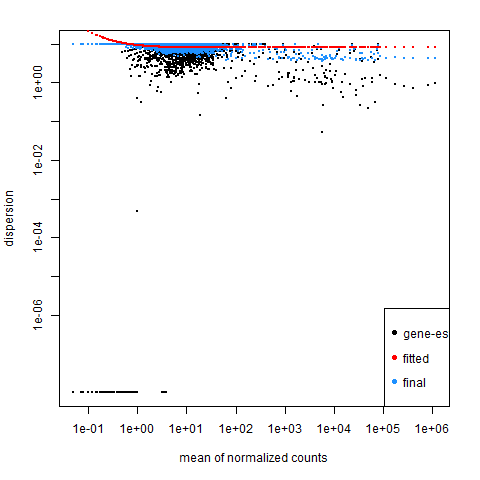 1e+00
1e-02
1e-04
1e-06
dispersion
gene-es
fitted
final
1e-01 1e+00 1e+01 1e+02 1e+03 1e+04 1e+05 1e+06
mean of normalized counts